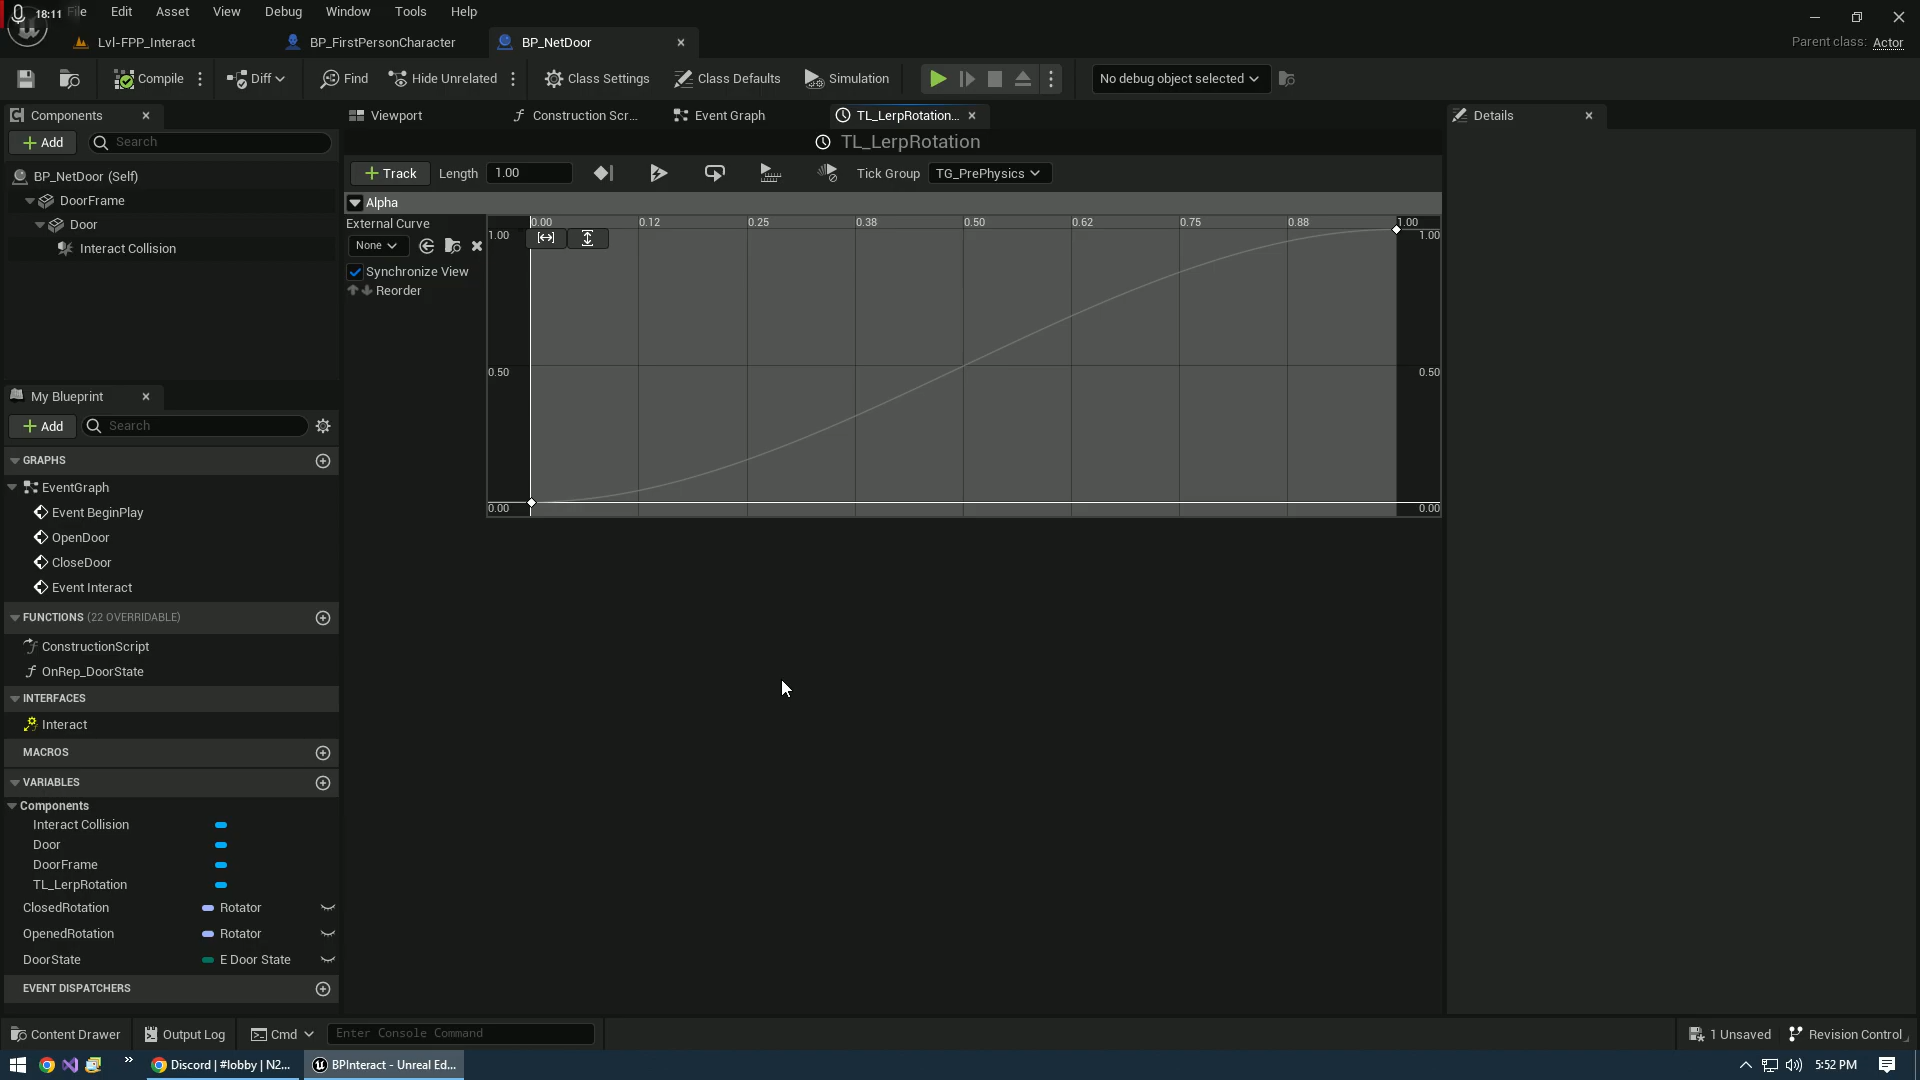 18:11
File Edit Asset View Debug Window Tools Help
Lvl-FPP_Interact
BP_FirstPersonCharacter
BP_NetDoor
Parent class: Actor
Compile
Diff
Find
Hide Unrelated
Class Settings
Class Defaults
Simulation
No debug object selected
Components
Add
Search
BP_NetDoor (Self)
DoorFrame
Door
Interact Collision
Viewport
Construction Scr...
Event Graph
TL_LerpRotation...
TL_LerpRotation
Track
Length 1.00
Tick Group TG_PrePhysics
Alpha
External Curve
None
Synchronize View
Reorder
0.00 0.12 0.25 0.38 0.50 0.62 0.75 0.88 1.00
1.00 1.00
0.50 0.50
0.00 0.00
Details
My Blueprint
Add
Search
GRAPHS
EventGraph
Event BeginPlay
OpenDoor
CloseDoor
Event Interact
FUNCTIONS (22 OVERRIDABLE)
ConstructionScript
OnRep_DoorState
INTERFACES
Interact
MACROS
VARIABLES
Components
Interact Collision
Door
DoorFrame
TL_LerpRotation
ClosedRotation Rotator
OpenedRotation Rotator
DoorState E Door State
EVENT DISPATCHERS
Content Drawer
Output Log
Cmd
Enter Console Command
1 Unsaved
Revision Control
Discord | #lobby | N2...
BPInteract - Unreal Ed...
5:52 PM